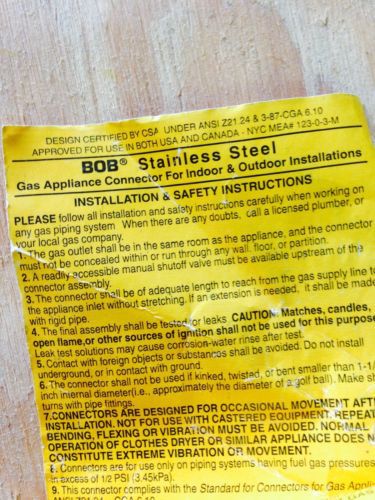 DESIGN CERTIFIED BY CSA UNDER ANSI Z21.24 & 3-87-CGA 6.10
APPROVED FOR USE IN BOTH USA AND CANADA - NYC MEA# 123-0-3-M
BOB® Stainless Steel
Gas Appliance Connector For Indoor & Outdoor Installations
INSTALLATION & SAFETY INSTRUCTIONS
PLEASE follow all installation and safety instructions carefully when working on
any gas piping system When there are any doubts, call a licensed plumber, or
your local gas company.
1. The gas outlet shall be in the same room as the appliance, and the connector
must not be concealed within or run through any wall, floor, or partition.
2. A readily accessible manual shutoff valve must be available upstream of the
connector assembly.
3. The connector shall be of adequate length to reach from the gas supply line to
the appliance inlet without stretching. If an extension is needed, it shall be made
with rigid pipe.
4. The final assembly shall be tested for leaks CAUTION: Matches, candles,
open flame, or other sources of ignition shall not be used for this purpose
Leak test solutions may cause corrosion-water rinse after test.
5. Contact with foreign objects or substances shall be avoided. Do not install
underground, or in contact with ground.
6. The connector shall not be used if kinked, twisted, or bent smaller than 1-1/
inch internal diameter(i.e., approximately the diameter of a golf ball). Make s
turns with pipe fittings.
7.CONNECTORS ARE DESIGNED FOR OCCASIONAL MOVEMENT AFTE
INSTALLATION. NOT FOR USE WITH CASTERED EQUIPMENT. REPEAT
BENDING, FLEXING OR VIBRATION MUST BE AVOIDED. NORMAL
OPERATION OF CLOTHES DRYER OR SIMILAR APPLIANCE DOES NO
CONSTITUTE EXTREME VIBRATION OR MOVEMENT.
8. Connectors are for use only on piping systems having fuel gas pressures
in excess of 1/2 PSI (3.45kPa).
9. This connector complies with the Standard for Connectors for Gas Applian